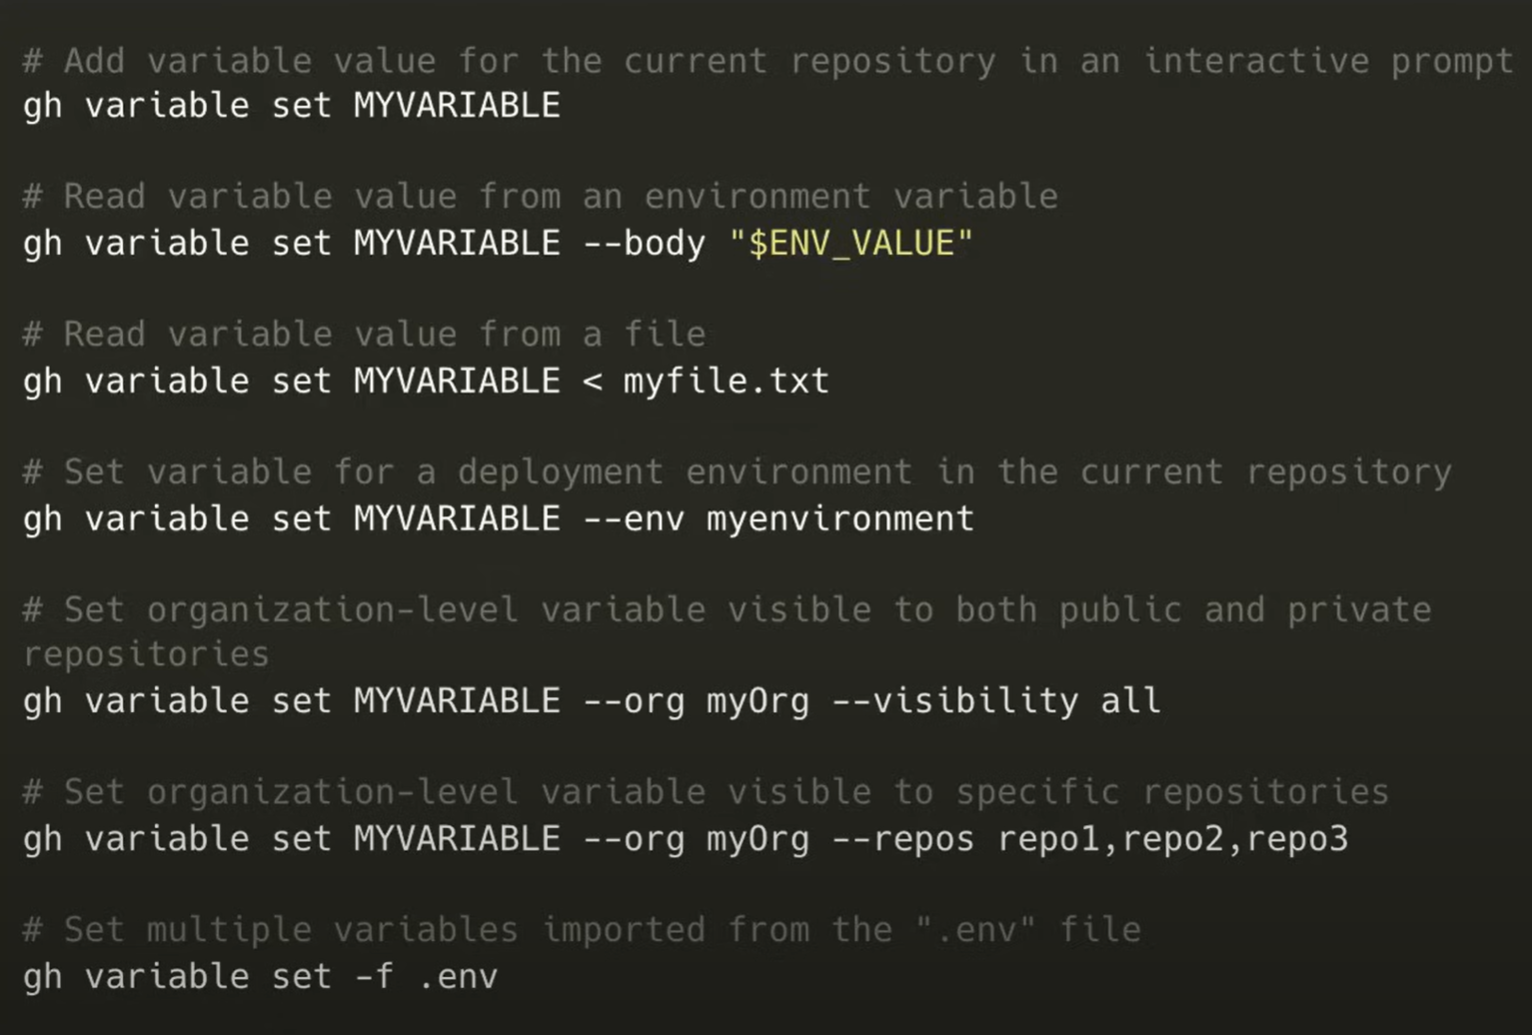 # Add variable value for the current repository in an interactive prompt
gh variable set MYVARIABLE
# Read variable value from an environment variable
gh variable set MYVARIABLE --body "$ENV_VALUE"
# Read variable value from a file
gh variable set MYVARIABLE < myfile.txt
# Set variable for a deployment environment in the current repository
gh variable set MYVARIABLE --env myenvironment
# Set organization-level variable visible to both public and private
repositories
gh variable set MYVARIABLE --org myOrg --visibility all
# Set organization-level variable visible to specific repositories
gh variable set MYVARIABLE --org myOrg --repos repo1,repo2,repo3
# Set multiple variables imported from the ".env" file
gh variable set -f .env